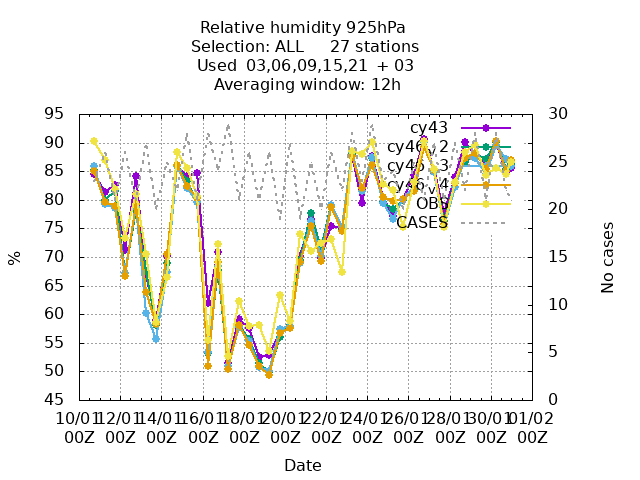 Relative humidity 925hPa
Selection: ALL 27 stations
Used 03,06,09,15,21 + 03
Averaging window: 12h
cy43
cy46_2
cy46_3
cy46_4
OBS
CASES
95
90
85
80
75
70
65
60
55
50
45
%
30
25
20
15
10
5
0
No cases
10/01 12/01 14/01 16/01 18/01 20/01 22/01 24/01 26/01 28/01 30/01 01/02
00Z 00Z 00Z 00Z 00Z 00Z 00Z 00Z 00Z 00Z 00Z 00Z
Date